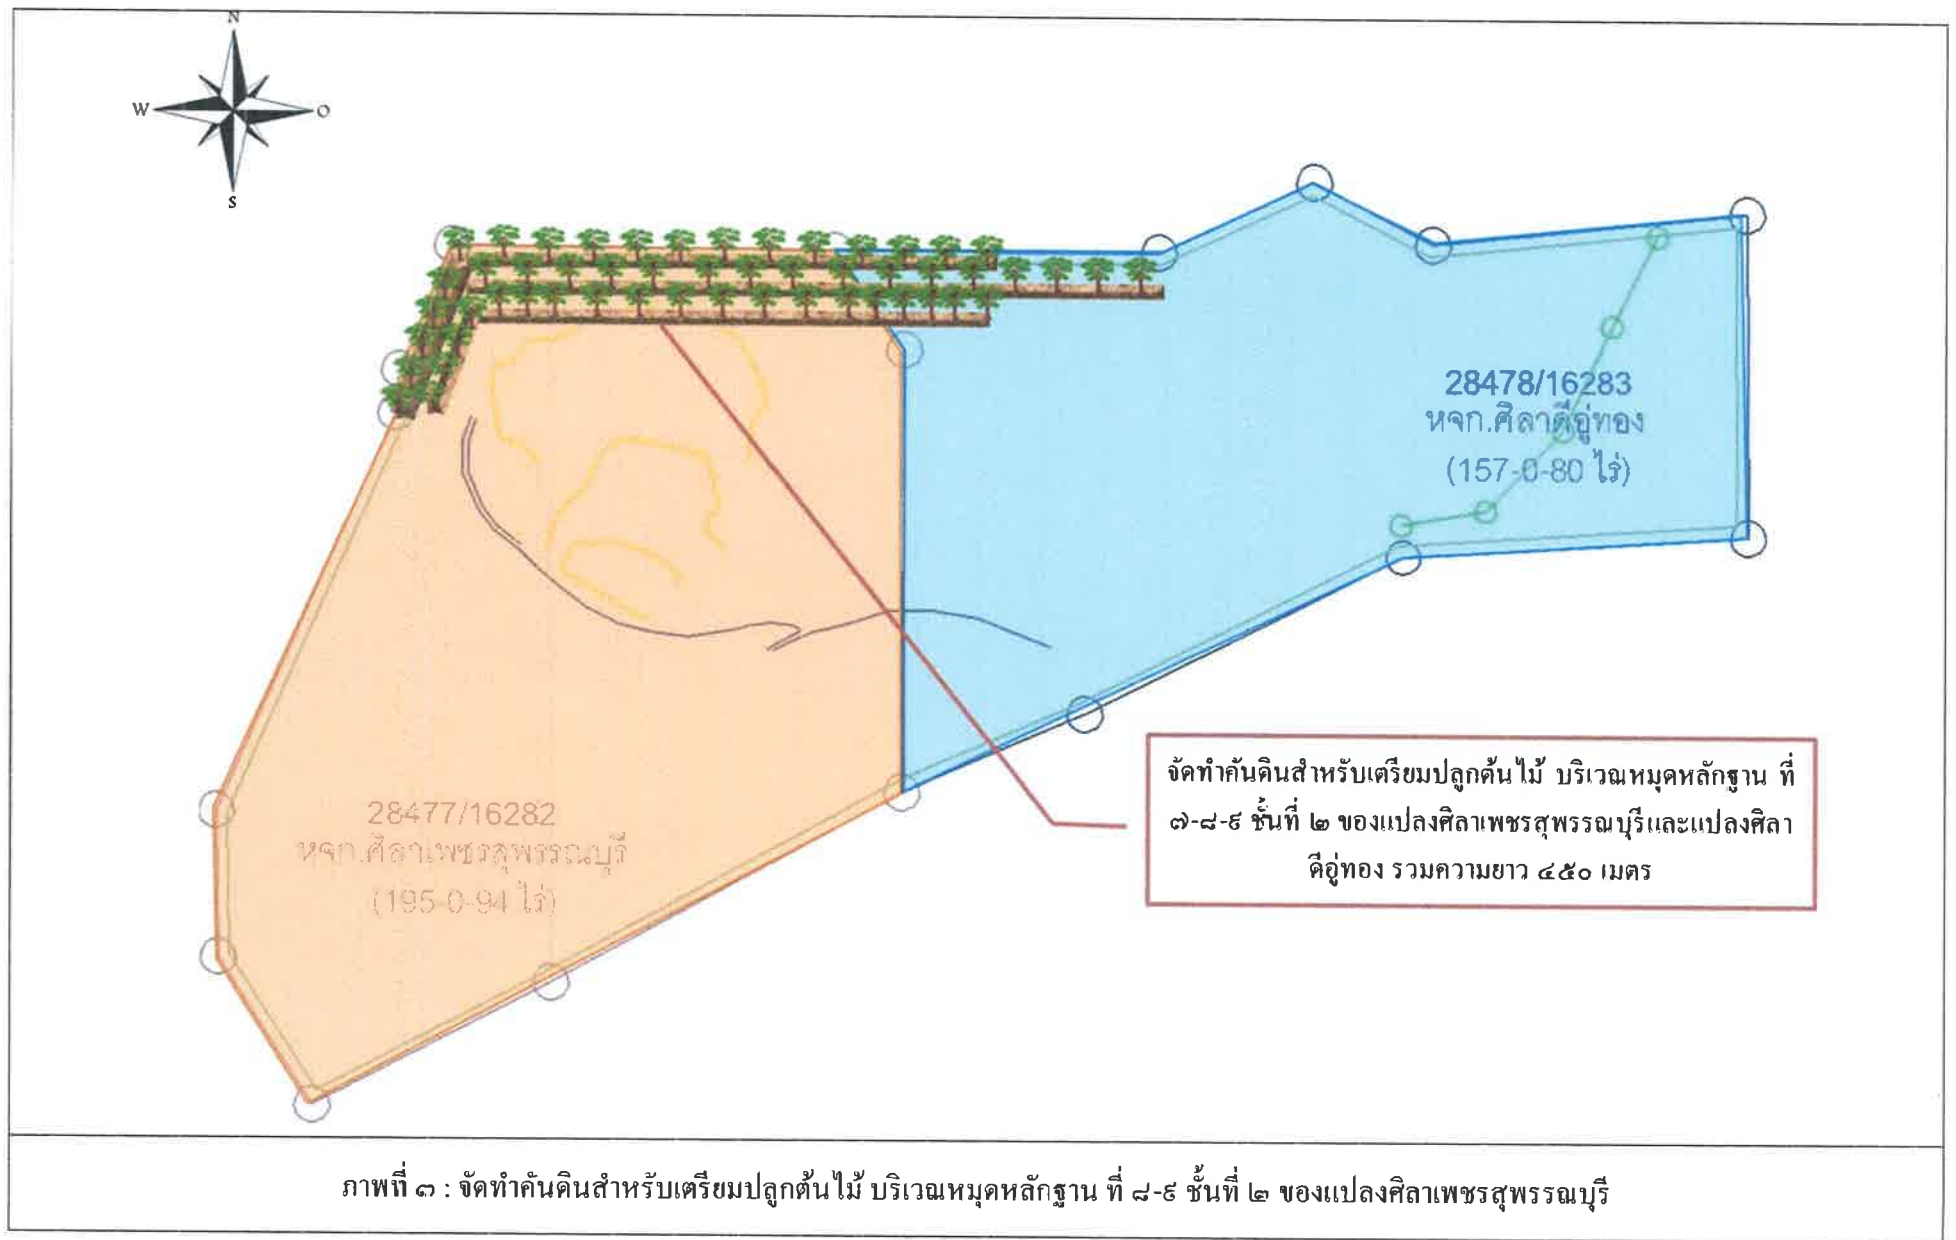 N
W O
S
28478/16283
หจก.ศิลาดีอู่ทอง
(157-0-80 ไร่)
จัดทำคันดินสำหรับเตรียมปลูกต้นไม้ บริเวณหมุดหลักฐาน ที่
๗-๘-๙ ชั้นที่ ๒ ของแปลงศิลาเพชรสุพรรณบุรีและแปลงศิลา
ดีอู่ทอง รวมความยาว ๔๕๐ เมตร
28477/16282
หจก.ศิลาเพชรสุพรรณบุรี
(195-0-94 ไร่)
ภาพที่ ๓ : จัดทำคันดินสำหรับเตรียมปลูกต้นไม้ บริเวณหมุดหลักฐาน ที่ ๘-๙ ชั้นที่ ๒ ของแปลงศิลาเพชรสุพรรณบุรี